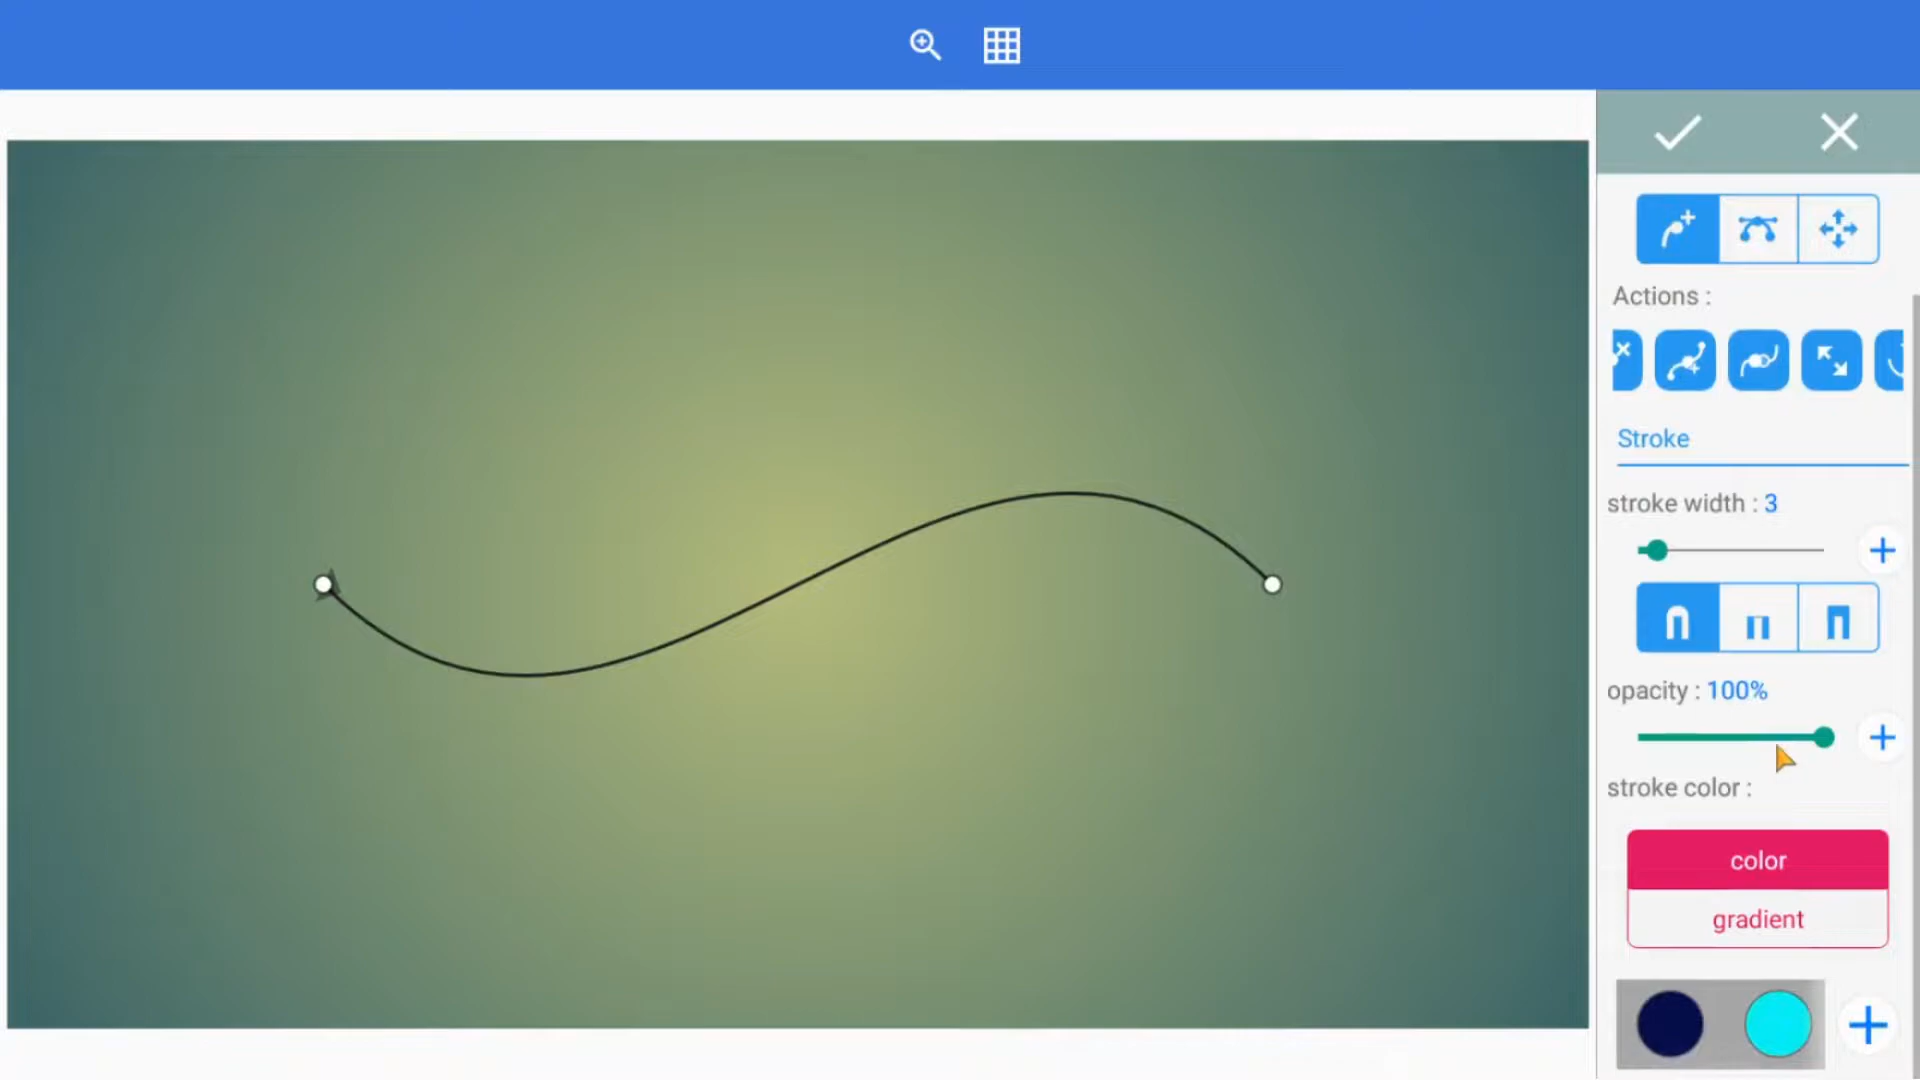 Actions :
Stroke
stroke width : 3
opacity : 100%
stroke color :
color
gradient